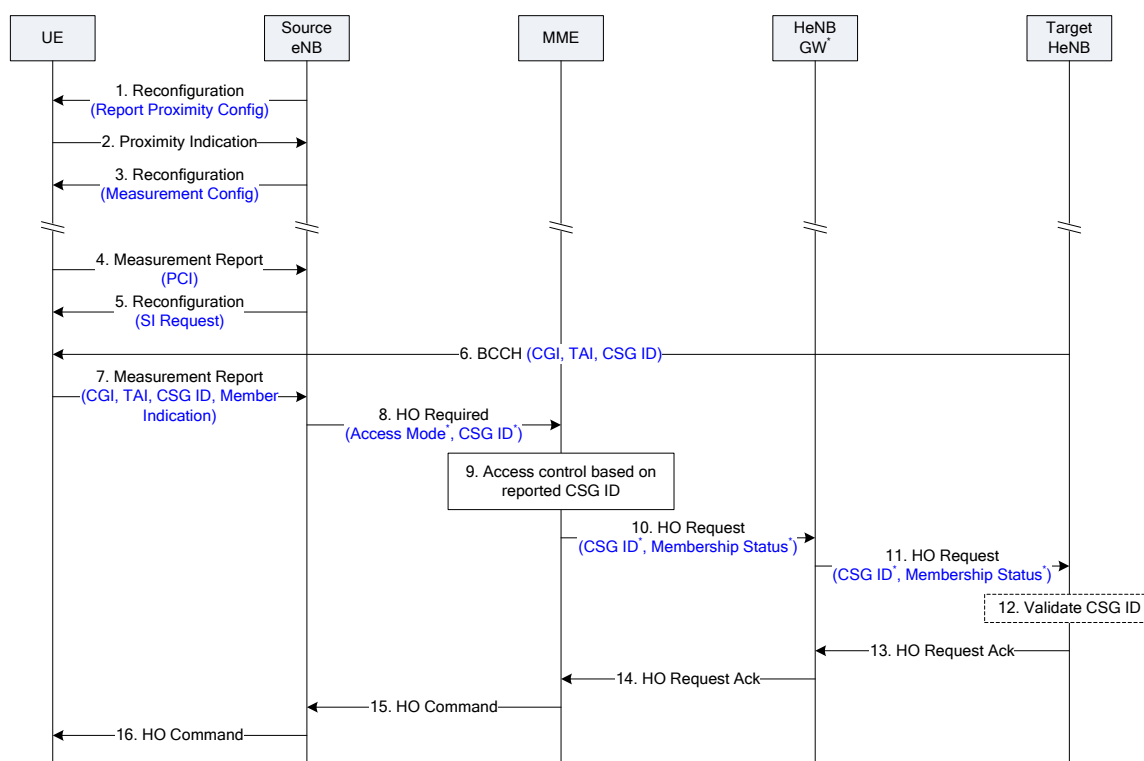 UE
Source
eNB
MME
HeNB
GW*
Target
HeNB
1. Reconfiguration
(Report Proximity Config)
2. Proximity Indication
3. Reconfiguration
(Measurement Config)
4. Measurement Report
(PCI)
5. Reconfiguration
(SI Request)
6. BCCH (CGI, TAI, CSG ID)
7. Measurement Report
(CGI, TAI, CSG ID, Member
Indication)
8. HO Required
(Access Mode*, CSG ID*)
9. Access control based on
reported CSG ID
10. HO Request
(CSG ID*, Membership Status*)
11. HO Request
(CSG ID*, Membership Status*)
12. Validate CSG ID
13. HO Request Ack
14. HO Request Ack
15. HO Command
16. HO Command